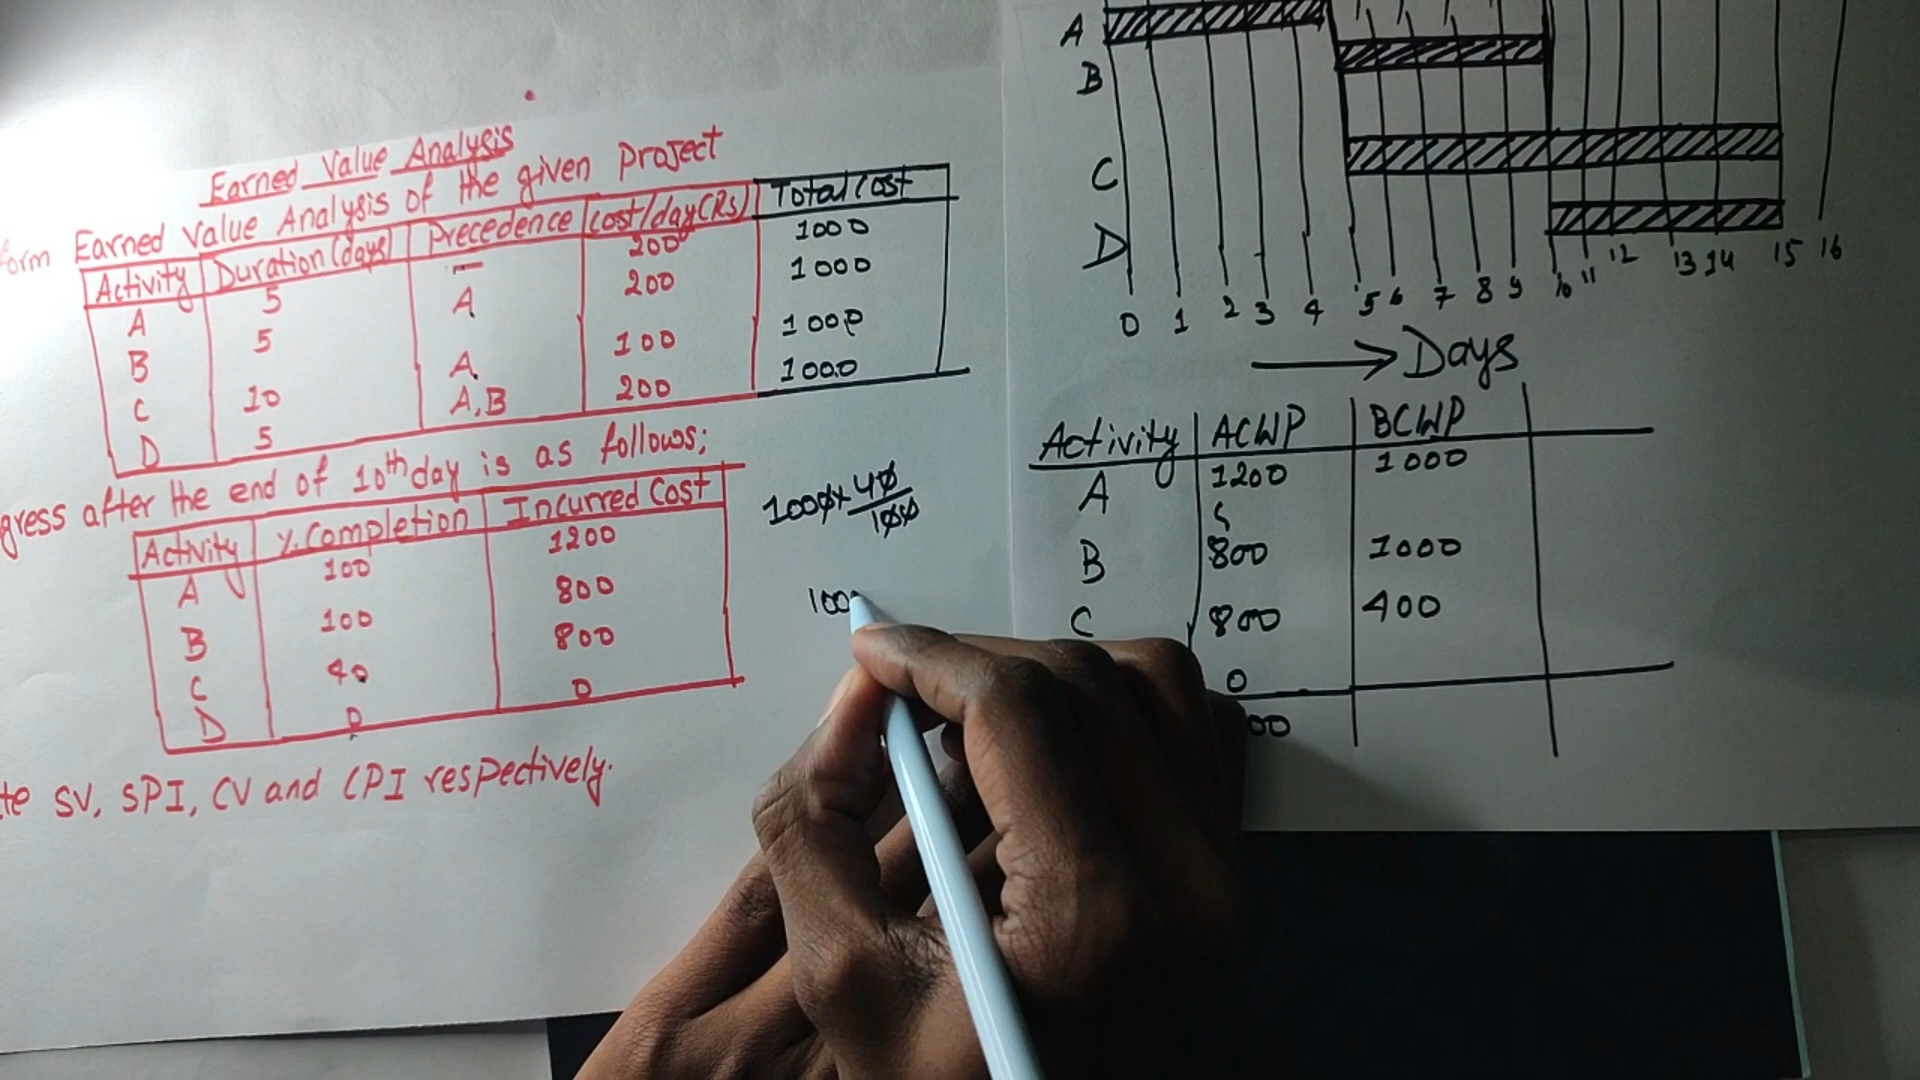 Earned Value Analysis
form Earned Value Analysis of the given project
Activity Duration (days) Precedence Cost/day(Rs) Total Cost
A 5 — 200 1000
B 5 A 200 1000
C 10 A 100 1000
D 5 A,B 200 1000
gress after the end of 10th day is as follows;
Activity %.Completion Incurred Cost
A 100 1200
B 100 800
C 40 800
D 0 0
te SV, SPI, CV and CPI respectively.
1000x 40
100
100
A
B
C
D
0 1 2 3 4 5 6 7 8 9 10 11 12 13 14 15 16
→ Days
Activity ACWP BCWP
A 1200 1000
B 800 1000
C 800 400
0
00